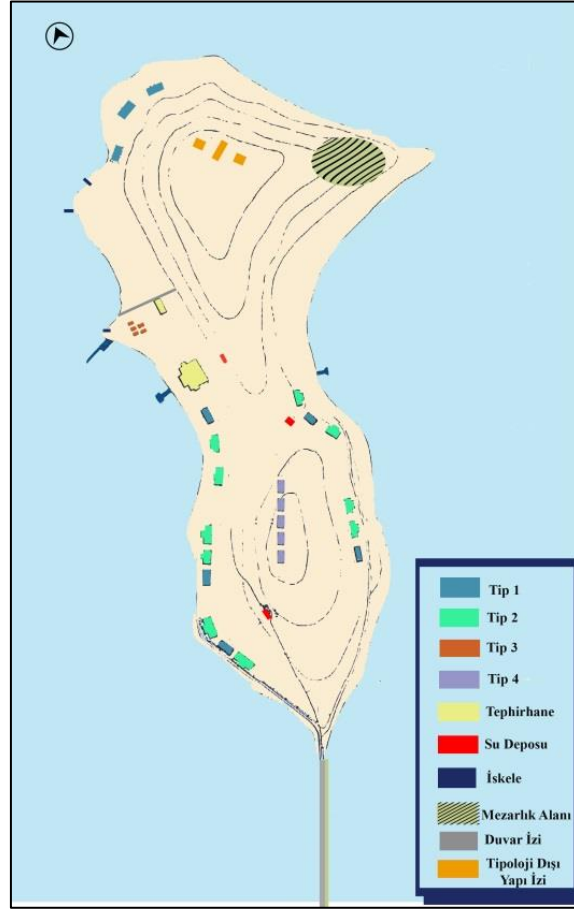 Tip 1
Tip 2
Tip 3
Tip 4
Tephirhane
Su Deposu
İskele
Mezarlık Alanı
Duvar İzi
Tipoloji Dışı
Yapı İzi